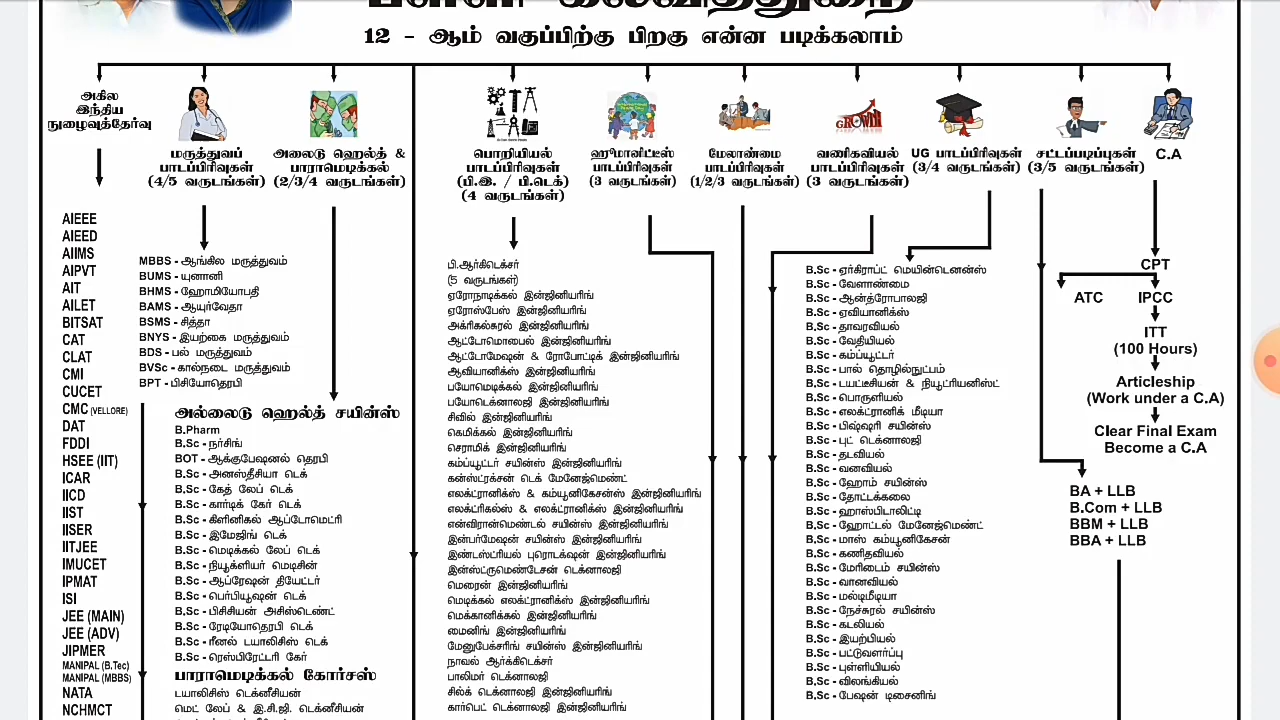 பள்ளி கல்வித்துறை
12 - ஆம் வகுப்பிற்கு பிறகு என்ன படிக்கலாம்
அகில
இந்திய
நுழைவுத்தேர்வு
AIEEE
AIEED
AIIMS
AIPVT
AIT
AILET
BITSAT
CAT
CLAT
CMI
CUCET
CMC (VELLORE)
DAT
FDDI
HSEE (IIT)
ICAR
IICD
IIST
IISER
IITJEE
IMUCET
IPMAT
ISI
JEE (MAIN)
JEE (ADV)
JIPMER
MANIPAL (B.Tec)
MANIPAL (MBBS)
NATA
NCHMCT
மருத்துவப்
பாடப்பிரிவுகள்
(4/5 வருடங்கள்)
MBBS - ஆங்கில மருத்துவம்
BUMS - யுனானி
BHMS - ஹோமியோபதி
BAMS - ஆயுர்வேதா
BSMS - சித்தா
BNYS - இயற்கை மருத்துவம்
BDS - பல் மருத்துவம்
BVSc - கால்நடை மருத்துவம்
BPT - பிசியோதெரபி
அலைடு ஹெல்த் &
பாராமெடிக்கல்
(2/3/4 வருடங்கள்)
அல்லைடு ஹெல்த் சயின்ஸ்
B.Pharm
B.Sc - நர்சிங்
BOT - ஆக்குபேஷனல் தெரபி
B.Sc - அனஸ்தீசியா டெக்
B.Sc - கேத் லேப் டெக்
B.Sc - கார்டிக் கேர் டெக்
B.Sc - கிளினிகல் ஆப்டோமெட்ரி
B.Sc - இமேஜிங் டெக்
B.Sc - மெடிக்கல் லேப் டெக்
B.Sc - நியூக்ளியர் மெடிசின்
B.Sc - ஆப்ரேஷன் தியேட்டர்
B.Sc - பெர்பியூஷன் டெக்
B.Sc - பிசிசியன் அசிஸ்டெண்ட்
B.Sc - ரேடியோதெரபி டெக்
B.Sc - ரீனல் டயாலிசிஸ் டெக்
B.Sc - ரெஸ்பிரேட்டரி கேர்
பாராமெடிக்கல் கோர்சஸ்
டயாலிசிஸ் டெக்னீசியன்
மெட் லேப் & இ.சி.ஜி. டெக்னீசியன்
பொறியியல்
பாடப்பிரிவுகள்
(பி.இ. / பி.டெக்)
(4 வருடங்கள்)
பி.ஆர்கிடெக்சர்
(5 வருடங்கள்)
ஏரோநாடிக்கல் இன்ஜினியரிங்
ஏரோஸ்பேஸ் இன்ஜினியரிங்
அக்ரிகல்சுரல் இன்ஜினியரிங்
ஆட்டோமொபைல் இன்ஜினியரிங்
ஆட்டோமேஷன் & ரோபோட்டிக் இன்ஜினியரிங்
ஆவியானிக்ஸ் இன்ஜினியரிங்
பயோமெடிக்கல் இன்ஜினியரிங்
பயோடெக்னாலஜி இன்ஜினியரிங்
சிவில் இன்ஜினியரிங்
கெமிக்கல் இன்ஜினியரிங்
செராமிக் இன்ஜினியரிங்
கம்ப்யூட்டர் சயின்ஸ் இன்ஜினியரிங்
கன்ஸ்ட்ரக்சன் டெக் மேனேஜ்மெண்ட்
எலக்ட்ரானிக்ஸ் & கம்யூனிகேசன்ஸ் இன்ஜினியரிங்
எலக்ட்ரிகல்ஸ் & எலக்ட்ரானிக்ஸ் இன்ஜினியரிங்
என்விரான்மெண்டல் சயின்ஸ் இன்ஜினியரிங்
இன்பர்மேஷன் சயின்ஸ் இன்ஜினியரிங்
இண்டஸ்ட்ரியல் புரொடக்ஷன் இன்ஜினியரிங்
இன்ஸ்ட்ருமெண்டேசன் டெக்னாலஜி
மெரைன் இன்ஜினியரிங்
மெடிக்கல் எலக்ட்ரானிக்ஸ் இன்ஜினியரிங்
மெக்கானிக்கல் இன்ஜினியரிங்
மைனிங் இன்ஜினியரிங்
மேனுபேக்சரிங் சயின்ஸ் இன்ஜினியரிங்
நாவல் ஆர்க்கிடெக்சர்
பாலிமர் டெக்னாலஜி
சில்க் டெக்னாலஜி இன்ஜினியரிங்
கார்பெட் டெக்னாலஜி இன்ஜினியரிங்
ஹூமானிட்டீஸ்
பாடப்பிரிவுகள்
(3 வருடங்கள்)
மேலாண்மை
பாடப்பிரிவுகள்
(1/2/3 வருடங்கள்)
GROWTH
வணிகவியல்
பாடப்பிரிவுகள்
(3 வருடங்கள்)
UG பாடப்பிரிவுகள்
(3/4 வருடங்கள்)
B.Sc - ஏர்கிராப்ட் மெயின்டெனன்ஸ்
B.Sc - வேளாண்மை
B.Sc - ஆன்த்ரோபாலஜி
B.Sc - ஏவியானிக்ஸ்
B.Sc - தாவரவியல்
B.Sc - வேதியியல்
B.Sc - கம்ப்யூட்டர்
B.Sc - பால் தொழில்நுட்பம்
B.Sc - டயட்டீசியன் & நியூட்ரியனிஸ்ட்
B.Sc - பொருளியல்
B.Sc - எலக்ட்ரானிக் மீடியா
B.Sc - பிஷ்ஷரி சயின்ஸ்
B.Sc - புட் டெக்னாலஜி
B.Sc - தடவியல்
B.Sc - வனவியல்
B.Sc - ஹோம் சயின்ஸ்
B.Sc - தோட்டக்கலை
B.Sc - ஹாஸ்பிடாலிட்டி
B.Sc - ஹோட்டல் மேனேஜ்மெண்ட்
B.Sc - மாஸ் கம்யூனிகேசன்
B.Sc - கணிதவியல்
B.Sc - மேரிடைம் சயின்ஸ்
B.Sc - வானவியல்
B.Sc - மல்டிமீடியா
B.Sc - நேச்சுரல் சயின்ஸ்
B.Sc - கடலியல்
B.Sc - இயற்பியல்
B.Sc - பட்டுவளர்ப்பு
B.Sc - புள்ளியியல்
B.Sc - விலங்கியல்
B.Sc - பேஷன் டிசைனிங்
சட்டப்படிப்புகள்
(3/5 வருடங்கள்)
BA + LLB
B.Com + LLB
BBM + LLB
BBA + LLB
C.A
CPT
ATC
IPCC
ITT
(100 Hours)
Articleship
(Work under a C.A)
Clear Final Exam
Become a C.A